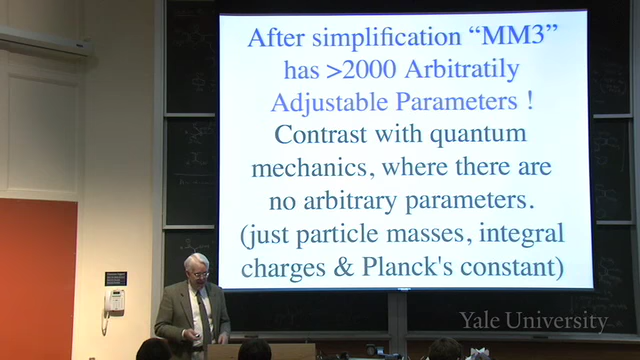 After simplification “MM3”
has >2000 Arbitratily
Adjustable Parameters !
Contrast with quantum
mechanics, where there are
no arbitrary parameters.
(just particle masses, integral
charges & Planck's constant)
Yale University